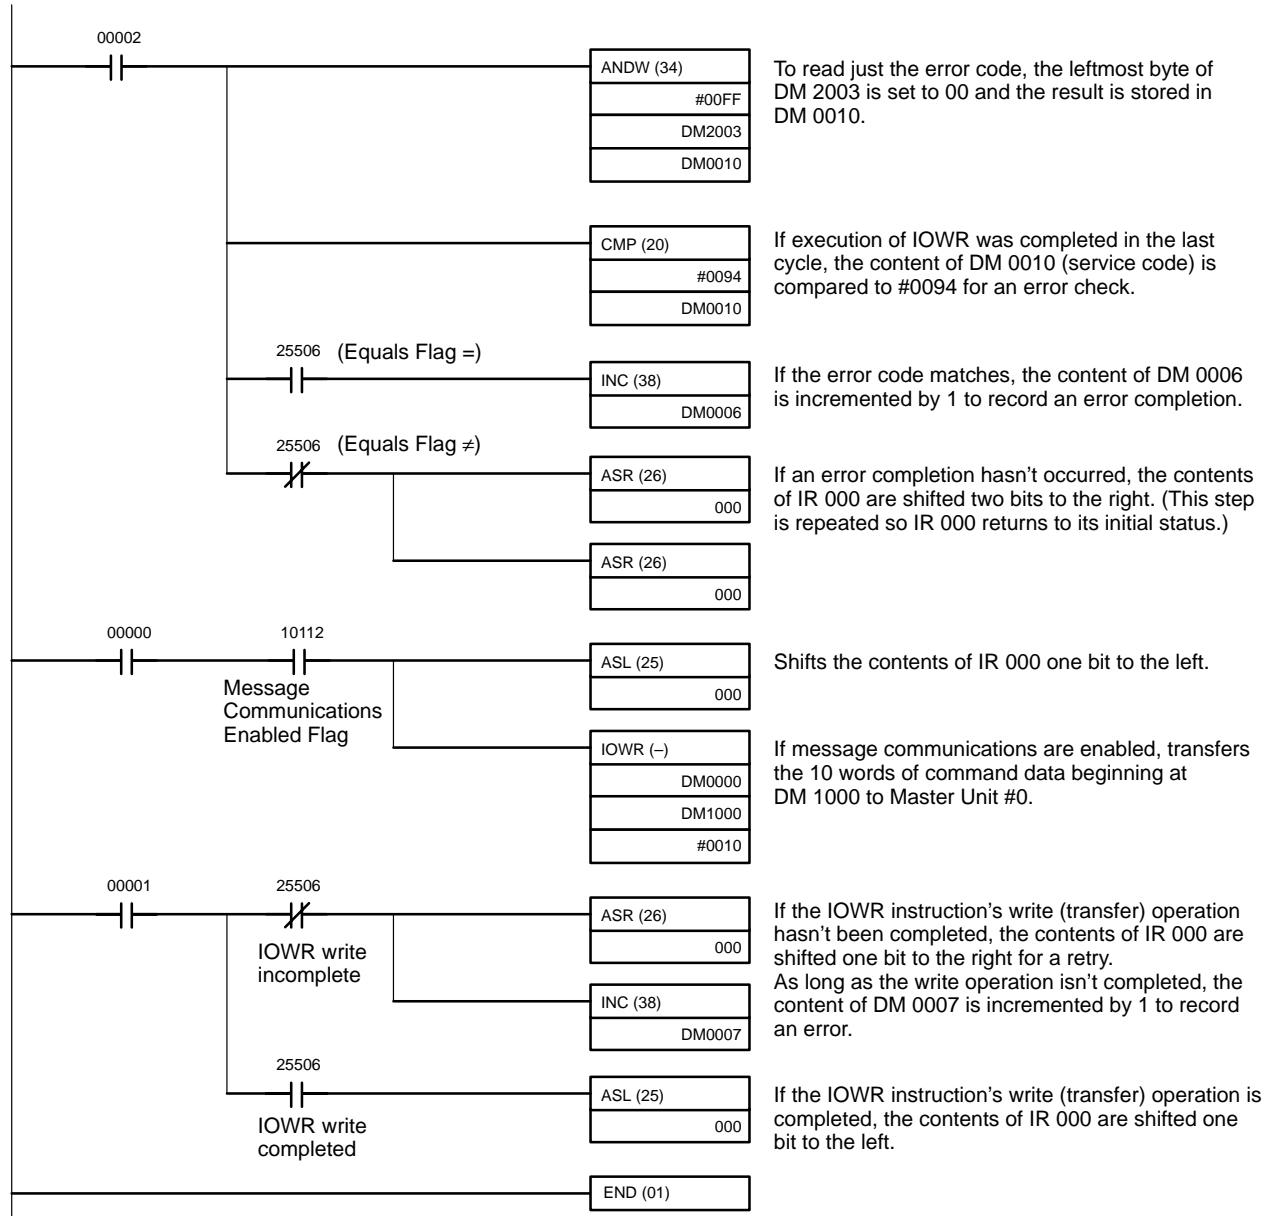 00002
ANDW (34)
#00FF
DM2003
DM0010
To read just the error code, the leftmost byte of
DM 2003 is set to 00 and the result is stored in
DM 0010.
CMP (20)
#0094
DM0010
If execution of IOWR was completed in the last
cycle, the content of DM 0010 (service code) is
compared to #0094 for an error check.
25506 (Equals Flag =)
INC (38)
DM0006
If the error code matches, the content of DM 0006
is incremented by 1 to record an error completion.
25506 (Equals Flag ≠)
ASR (26)
000
If an error completion hasn't occurred, the contents
of IR 000 are shifted two bits to the right. (This step
is repeated so IR 000 returns to its initial status.)
ASR (26)
000
00000
10112
Message
Communications
Enabled Flag
ASL (25)
000
Shifts the contents of IR 000 one bit to the left.
IOWR (–)
DM0000
DM1000
#0010
If message communications are enabled, transfers
the 10 words of command data beginning at
DM 1000 to Master Unit #0.
00001
25506
IOWR write
incomplete
ASR (26)
000
If the IOWR instruction's write (transfer) operation
hasn't been completed, the contents of IR 000 are
shifted one bit to the right for a retry.
As long as the write operation isn't completed, the
content of DM 0007 is incremented by 1 to record
an error.
INC (38)
DM0007
25506
IOWR write
completed
ASL (25)
000
If the IOWR instruction's write (transfer) operation is
completed, the contents of IR 000 are shifted one
bit to the left.
END (01)